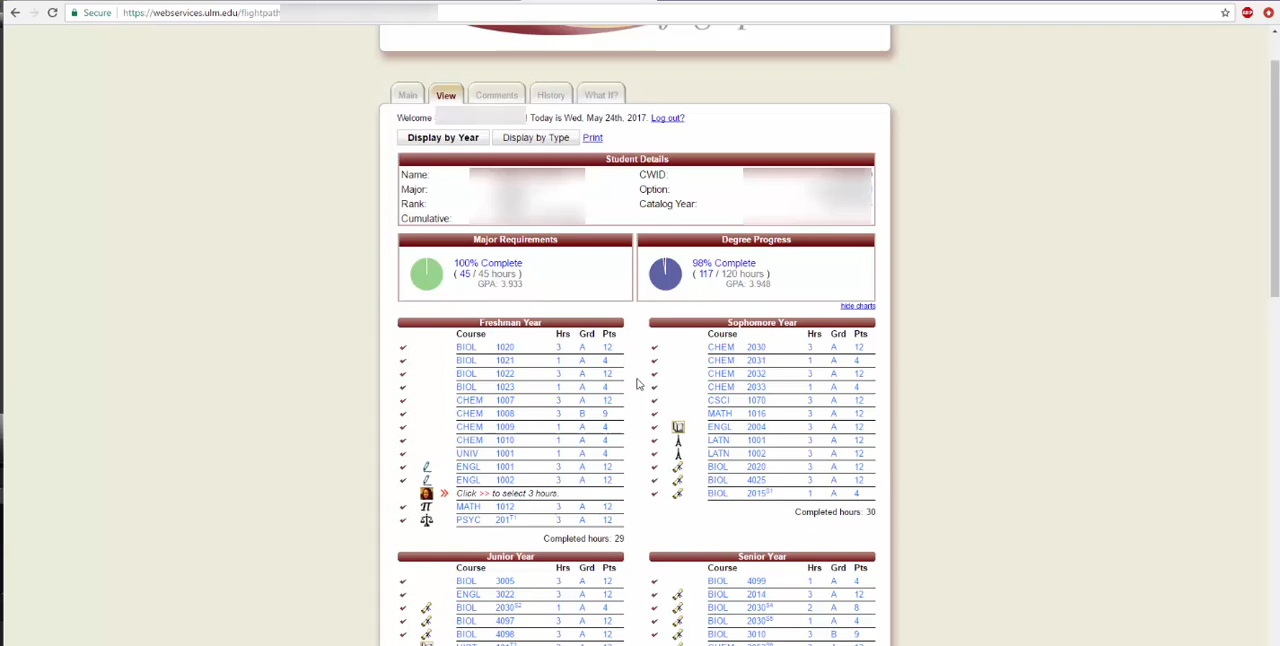 Secure https://webservices.ulm.edu/flightpath
Main View Comments History What If?
Welcome ! Today is Wed, May 24th, 2017. Log out?
Display by Year Display by Type Print
Student Details
Name: CWID:
Major: Option:
Rank: Catalog Year:
Cumulative:
Major Requirements Degree Progress
100% Complete 98% Complete
( 45 / 45 hours ) ( 117 / 120 hours )
GPA: 3.933 GPA: 3.948
hide charts
Freshman Year
Course Hrs Grd Pts
BIOL 1020 3 A 12
BIOL 1021 1 A 4
BIOL 1022 3 A 12
BIOL 1023 1 A 4
CHEM 1007 3 A 12
CHEM 1008 3 B 9
CHEM 1009 1 A 4
CHEM 1010 1 A 4
UNIV 1001 1 A 4
ENGL 1001 3 A 12
ENGL 1002 3 A 12
Click >> to select 3 hours.
π MATH 1012 3 A 12
PSYC 201T1 3 A 12
Completed hours: 29
Sophomore Year
Course Hrs Grd Pts
CHEM 2030 3 A 12
CHEM 2031 1 A 4
CHEM 2032 3 A 12
CHEM 2033 1 A 4
CSCI 1070 3 A 12
MATH 1016 3 A 12
ENGL 2004 3 A 12
LATN 1001 3 A 12
LATN 1002 3 A 12
BIOL 2020 3 A 12
BIOL 4025 3 A 12
BIOL 2015S1 1 A 4
Completed hours: 30
Junior Year
Course Hrs Grd Pts
BIOL 3005 3 A 12
ENGL 3022 3 A 12
BIOL 2030S2 1 A 4
BIOL 4097 3 A 12
BIOL 4098 3 A 12
Senior Year
Course Hrs Grd Pts
BIOL 4099 1 A 4
BIOL 2014 3 A 12
BIOL 2030S4 2 A 8
BIOL 2030S5 1 A 4
BIOL 3010 3 B 9